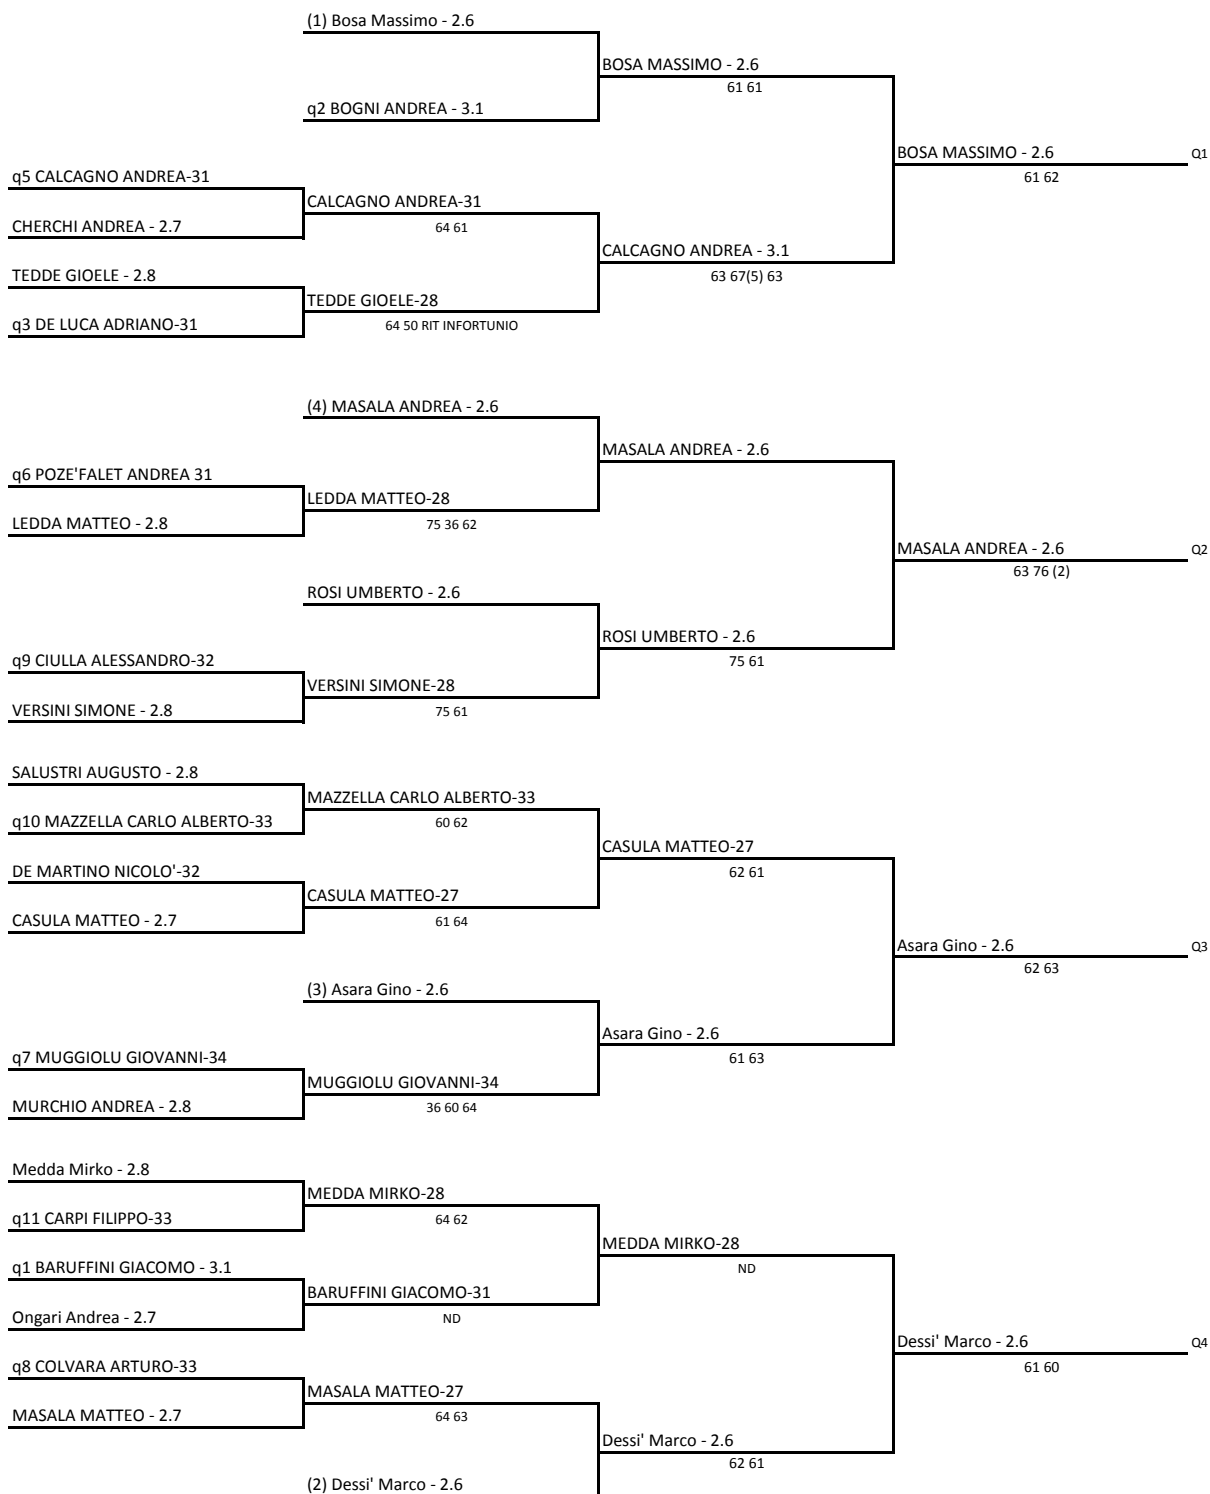 (1) Bosa Massimo - 2.6
BOSA MASSIMO - 2.6
61 61
q2 BOGNI ANDREA - 3.1
BOSA MASSIMO - 2.6
Q1
61 62
q5 CALCAGNO ANDREA-31
CALCAGNO ANDREA-31
64 61
CHERCHI ANDREA - 2.7
CALCAGNO ANDREA - 3.1
63 67(5) 63
TEDDE GIOELE - 2.8
TEDDE GIOELE-28
64 50 RIT INFORTUNIO
q3 DE LUCA ADRIANO-31
(4) MASALA ANDREA - 2.6
MASALA ANDREA - 2.6
q6 POZE'FALET ANDREA 31
LEDDA MATTEO-28
75 36 62
LEDDA MATTEO - 2.8
MASALA ANDREA - 2.6
Q2
63 76 (2)
ROSI UMBERTO - 2.6
ROSI UMBERTO - 2.6
75 61
q9 CIULLA ALESSANDRO-32
VERSINI SIMONE-28
75 61
VERSINI SIMONE - 2.8
SALUSTRI AUGUSTO - 2.8
MAZZELLA CARLO ALBERTO-33
60 62
q10 MAZZELLA CARLO ALBERTO-33
CASULA MATTEO-27
62 61
DE MARTINO NICOLO'-32
CASULA MATTEO-27
61 64
CASULA MATTEO - 2.7
Asara Gino - 2.6
Q3
62 63
(3) Asara Gino - 2.6
Asara Gino - 2.6
61 63
q7 MUGGIOLU GIOVANNI-34
MUGGIOLU GIOVANNI-34
36 60 64
MURCHIO ANDREA - 2.8
Medda Mirko - 2.8
MEDDA MIRKO-28
64 62
q11 CARPI FILIPPO-33
MEDDA MIRKO-28
ND
q1 BARUFFINI GIACOMO - 3.1
BARUFFINI GIACOMO-31
ND
Ongari Andrea - 2.7
Dessi' Marco - 2.6
Q4
61 60
q8 COLVARA ARTURO-33
MASALA MATTEO-27
64 63
MASALA MATTEO - 2.7
Dessi' Marco - 2.6
62 61
(2) Dessi' Marco - 2.6